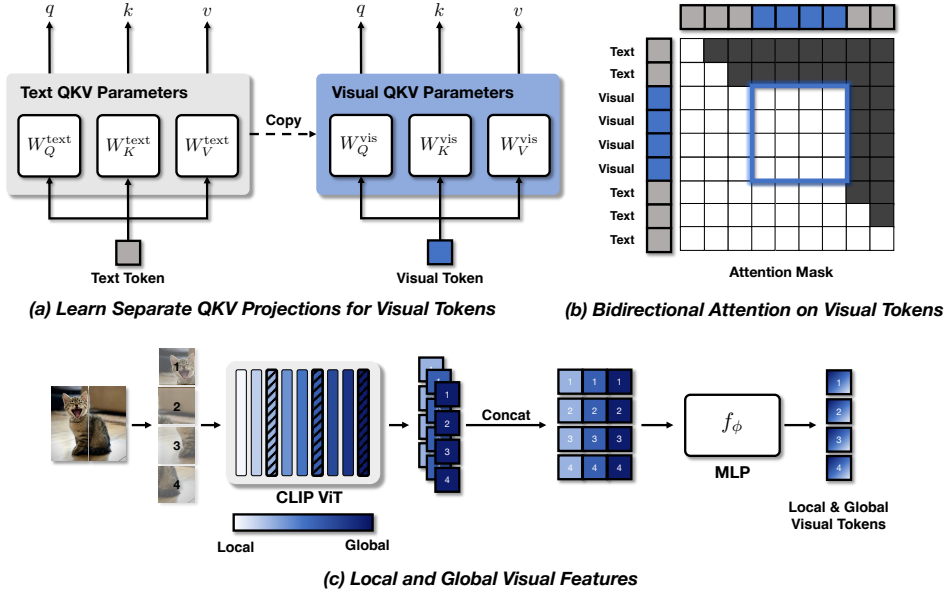 q k v q k v
Text QKV Parameters
W_Q^text W_K^text W_V^text
Copy
Visual QKV Parameters
W_Q^vis W_K^vis W_V^vis
Text Token
Visual Token
(a) Learn Separate QKV Projections for Visual Tokens
Text
Text
Visual
Visual
Visual
Visual
Text
Text
Text
Attention Mask
(b) Bidirectional Attention on Visual Tokens
1
2
3
4
CLIP ViT
Local Global
1
2
3
4
Concat
1 1 1
2 2 2
3 3 3
4 4 4
f_ϕ
MLP
1
2
3
4
Local & Global
Visual Tokens
(c) Local and Global Visual Features